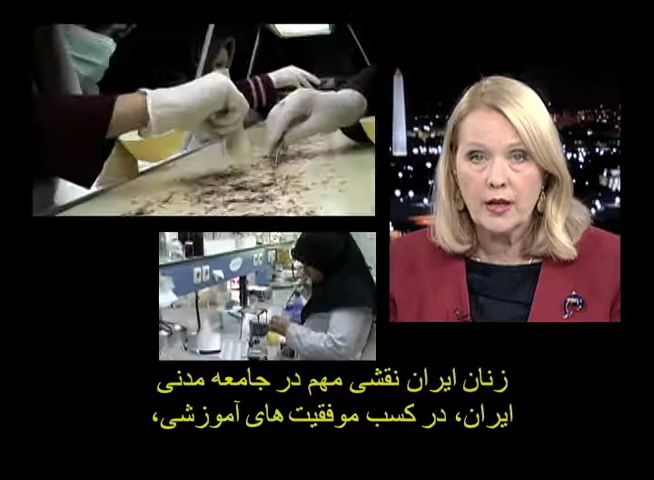 زنان ایران نقشی مهم در جامعه مدنی
ایران، در کسب موفقیت های آموزشی،